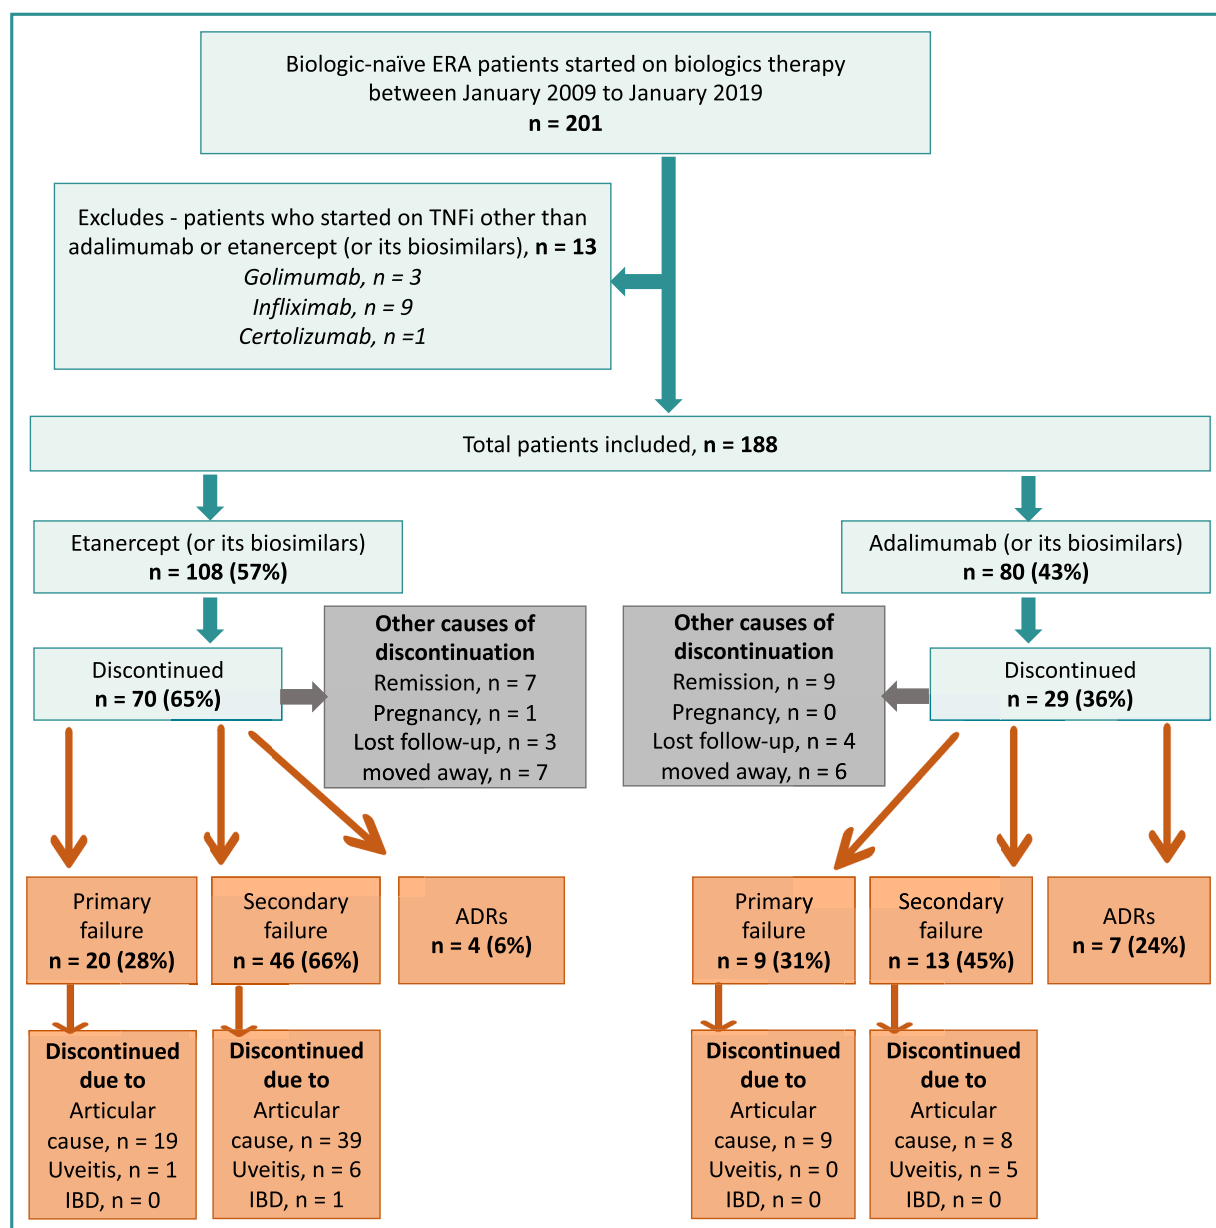 Biologic-naïve ERA patients started on biologics therapy
between January 2009 to January 2019
n = 201
Excludes - patients who started on TNFi other than
adalimumab or etanercept (or its biosimilars), n = 13
Golimumab, n = 3
Infliximab, n = 9
Certolizumab, n =1
Total patients included, n = 188
Etanercept (or its biosimilars)
n = 108 (57%)
Adalimumab (or its biosimilars)
n = 80 (43%)
Discontinued
n = 70 (65%)
Other causes of
discontinuation
Remission, n = 7
Pregnancy, n = 1
Lost follow-up, n = 3
moved away, n = 7
Other causes of
discontinuation
Remission, n = 9
Pregnancy, n = 0
Lost follow-up, n = 4
moved away, n = 6
Discontinued
n = 29 (36%)
Primary
failure
n = 20 (28%)
Secondary
failure
n = 46 (66%)
ADRs
n = 4 (6%)
Primary
failure
n = 9 (31%)
Secondary
failure
n = 13 (45%)
ADRs
n = 7 (24%)
Discontinued
due to
Articular
cause, n = 19
Uveitis, n = 1
IBD, n = 0
Discontinued
due to
Articular
cause, n = 39
Uveitis, n = 6
IBD, n = 1
Discontinued
due to
Articular
cause, n = 9
Uveitis, n = 0
IBD, n = 0
Discontinued
due to
Articular
cause, n = 8
Uveitis, n = 5
IBD, n = 0